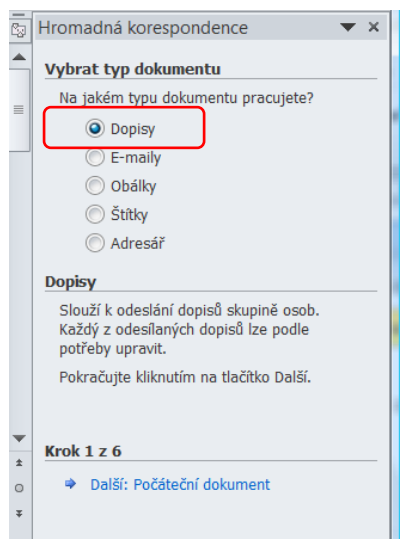 Hromadná korespondence
Vybrat typ dokumentu
Na jakém typu dokumentu pracujete?
Dopisy
E-maily
Obálky
Štítky
Adresář
Dopisy
Slouží k odeslání dopisů skupině osob.
Každý z odesílaných dopisů lze podle
potřeby upravit.
Pokračujte kliknutím na tlačítko Další.
Krok 1 z 6
Další: Počáteční dokument